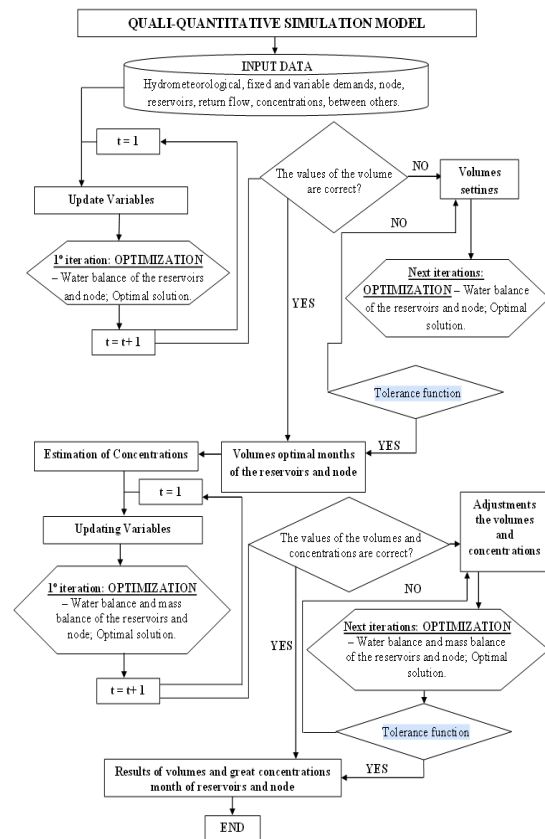 QUALI-QUANTITATIVE SIMULATION MODEL
INPUT DATA
Hydrometeorological, fixed and variable demands, node,
reservoirs, return flow, concentrations, between others.
t = 1
Update Variables
1º iteration: OPTIMIZATION
– Water balance of the reservoirs
and node; Optimal solution.
t = t+ 1
The values of the volume
are correct?
NO
Volumes
settings
NO
YES
Next iterations:
OPTIMIZATION – Water balance
of the reservoirs and node; Optimal
solution.
Tolerance function
YES
Volumes optimal months
of the reservoirs and node
Estimation of Concentrations
t = 1
Updating Variables
1º iteration: OPTIMIZATION
– Water balance and mass
balance of the reservoirs and
node; Optimal solution.
t = t+ 1
The values of the volumes and
concentrations are correct?
Adjustments
the volumes
and
concentrations
NO
YES
Next iterations: OPTIMIZATION
– Water balance and mass balance
of the reservoirs and node; Optimal
solution.
Tolerance function
YES
Results of volumes and great concentrations
month of reservoirs and node
END